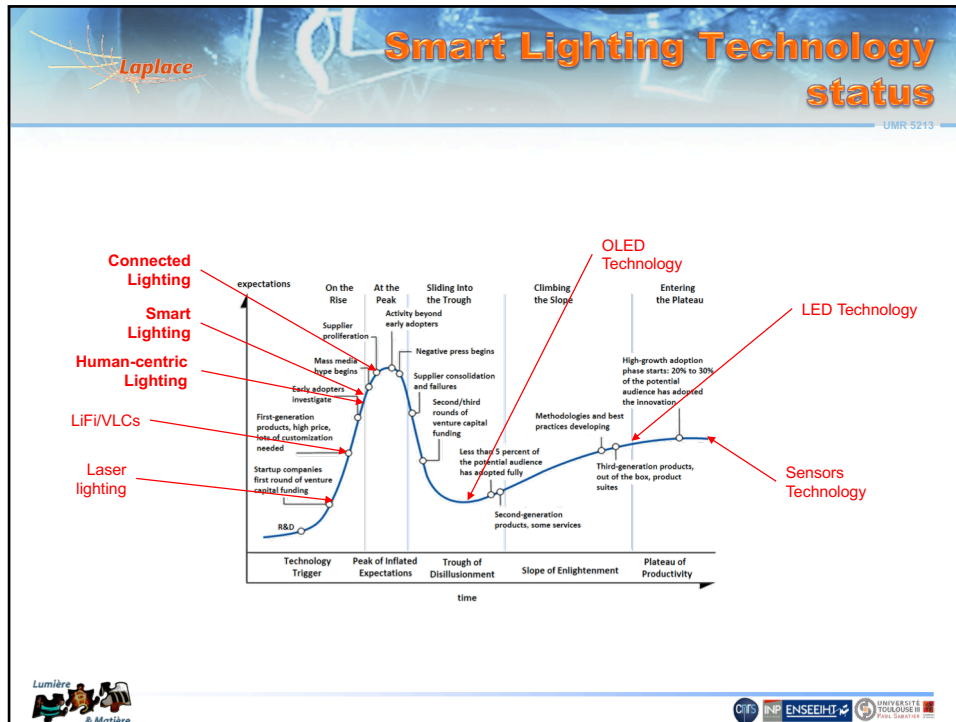 Laplace
Smart Lighting Technology
status
UMR 5213
Connected
Lighting
Smart
Lighting
Human-centric
Lighting
LiFi/VLCs
Laser
lighting
OLED
Technology
LED Technology
Sensors
Technology
expectations
On the
Rise
At the
Peak
Sliding Into
the Trough
Climbing
the Slope
Entering
the Plateau
Activity beyond
early adopters
Supplier
proliferation
Negative press begins
Mass media
hype begins
Supplier consolidation
and failures
Early adopters
investigate
First-generation
products, high price,
lots of customization
needed
Second/third
rounds of
venture capital
funding
Startup companies
first round of venture
capital funding
R&D
Less than 5 percent of
the potential audience
has adopted fully
Second-generation
products, some services
Methodologies and best
practices developing
Third-generation products,
out of the box, product
suites
High-growth adoption
phase starts: 20% to 30%
of the potential
audience has adopted
the innovation
Technology
Trigger
Peak of Inflated
Expectations
Trough of
Disillusionment
Slope of Enlightenment
Plateau of
Productivity
time
Lumière
& Matière
cnrs
INP ENSEEIHT
UNIVERSITÉ
TOULOUSE III
PAUL SABATIER